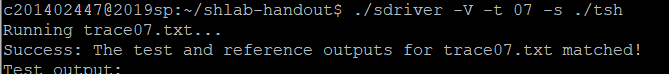 c201402447@2019sp:~/shlab-handout$ ./sdriver -V -t 07 -s ./tsh
Running trace07.txt...
Success: The test and reference outputs for trace07.txt matched!
Test output: